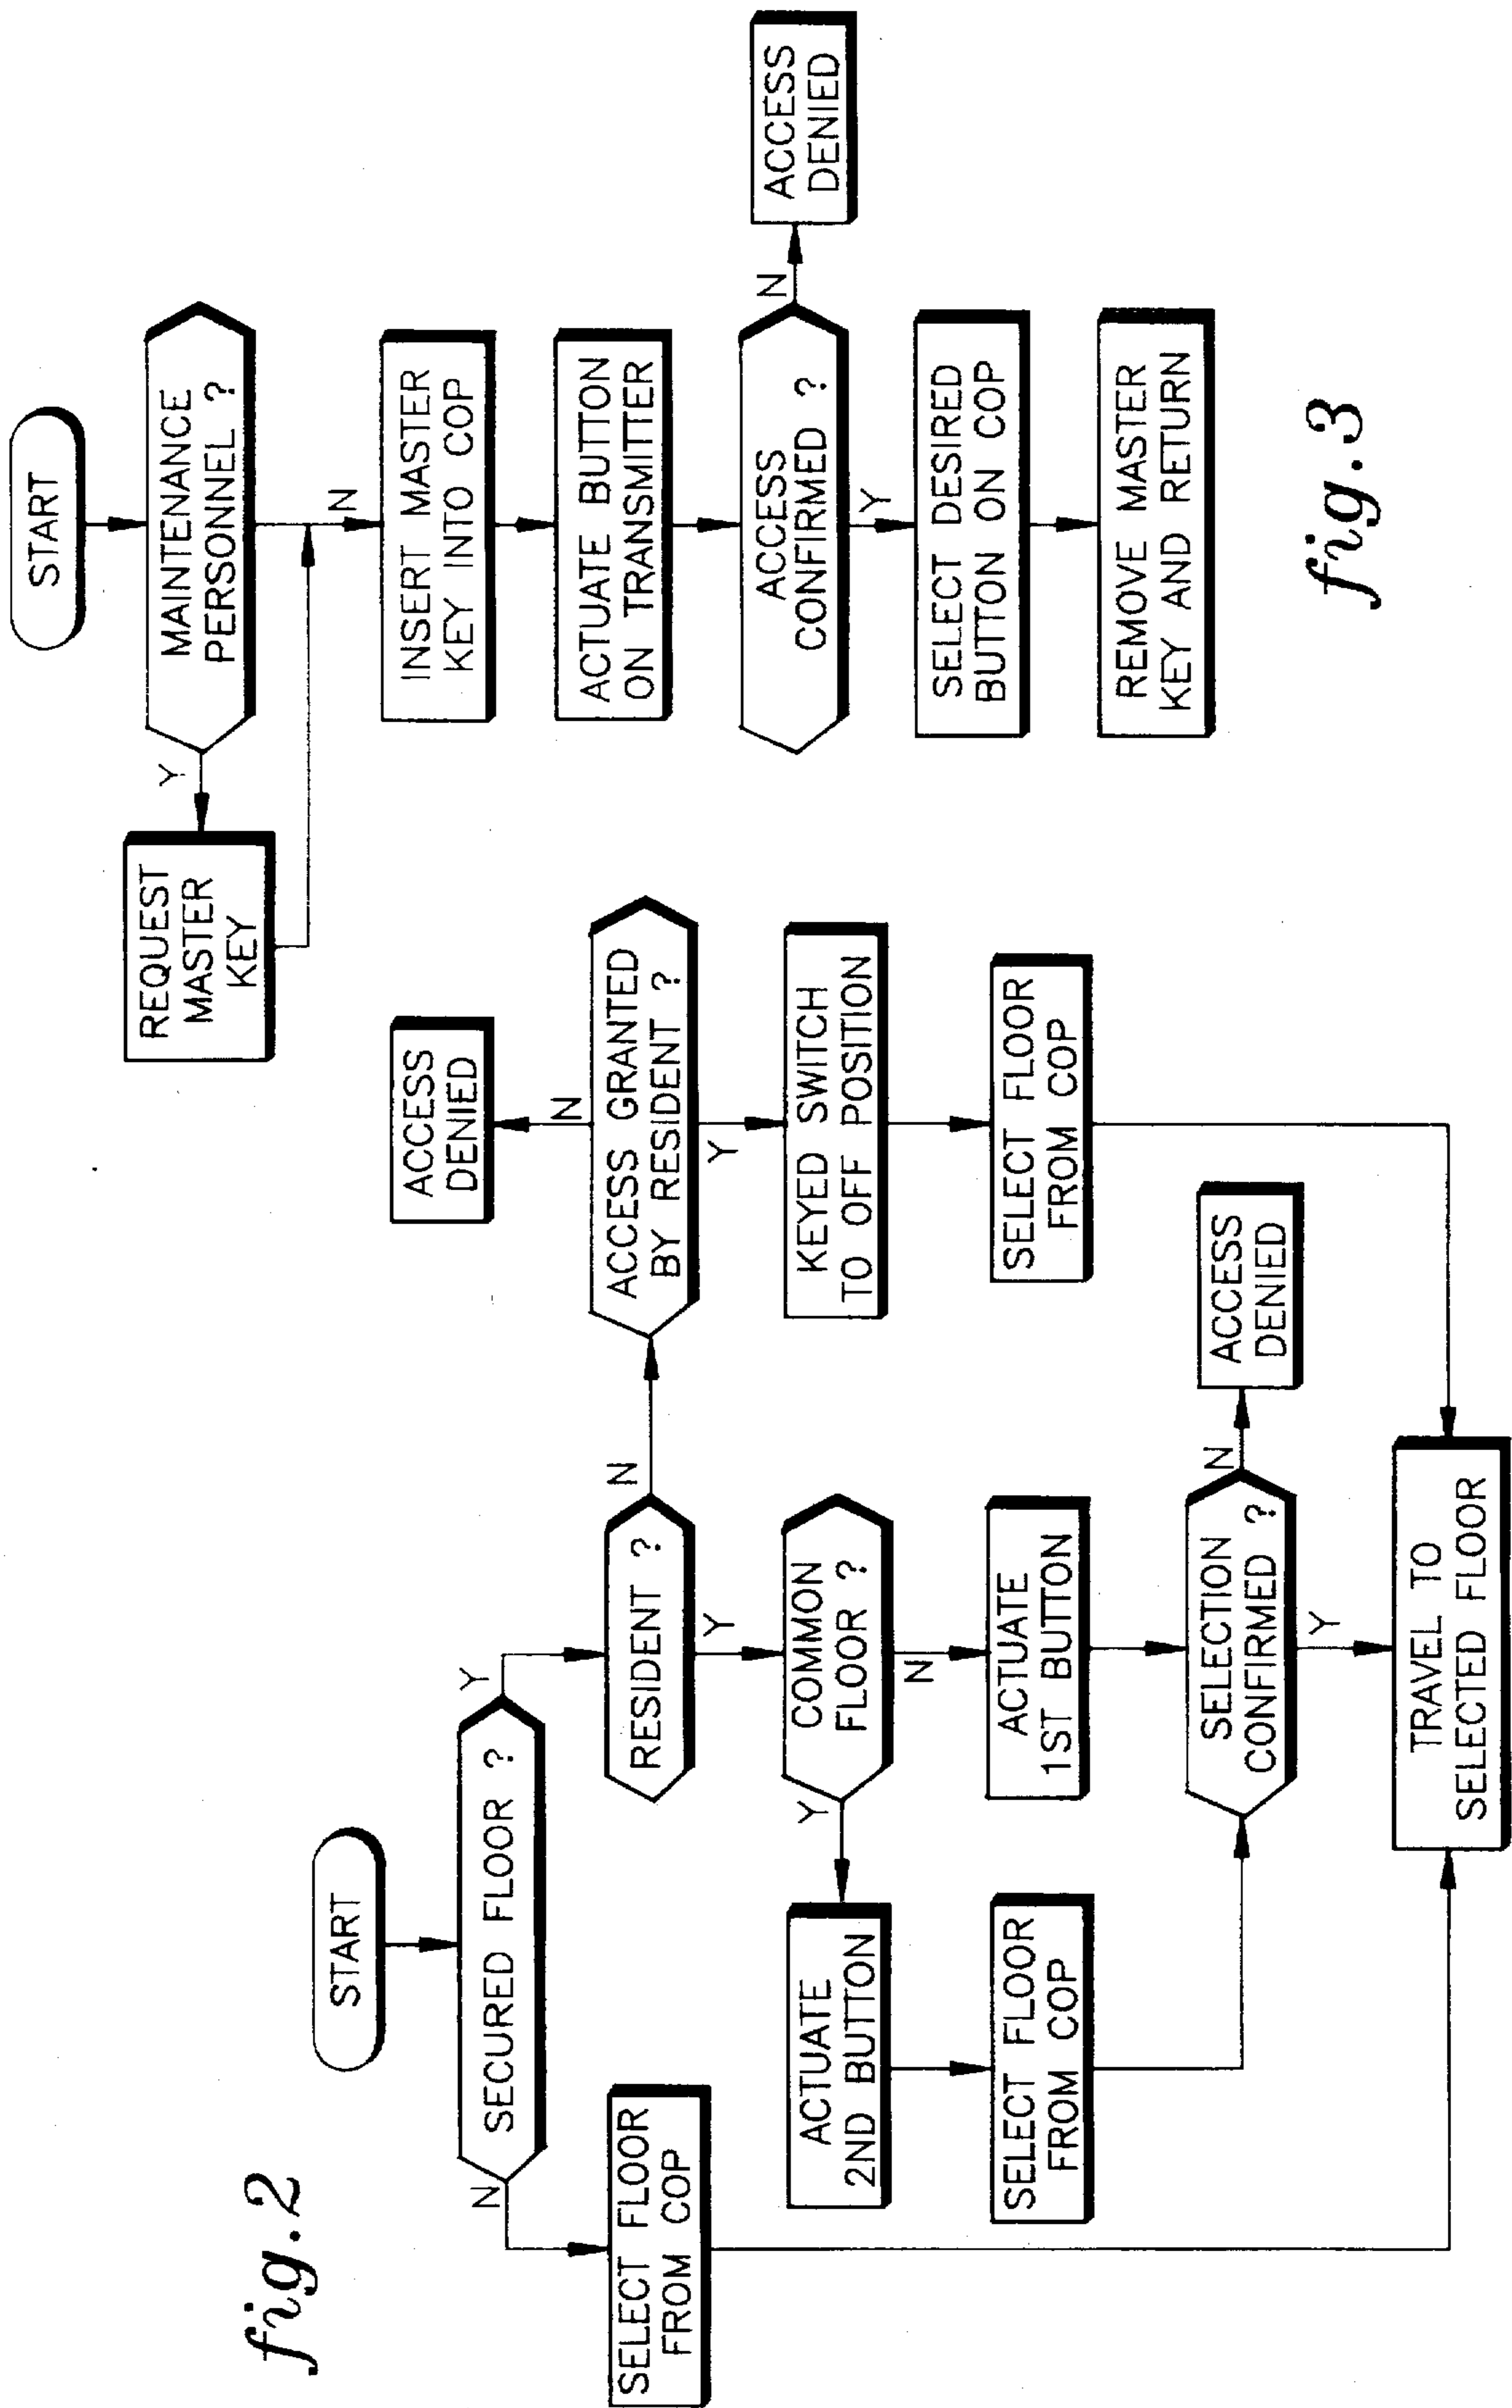 fig.2
START
SECURED FLOOR ?
N
Y
SELECT FLOOR
FROM COP
RESIDENT ?
N
Y
ACCESS GRANTED
BY RESIDENT ?
N
ACCESS
DENIED
Y
COMMON
FLOOR ?
Y
N
KEYED SWITCH
TO OFF POSITION
ACTUATE
2ND BUTTON
ACTUATE
1ST BUTTON
SELECT FLOOR
FROM COP
SELECT FLOOR
FROM COP
SELECTION
CONFIRMED ?
N
ACCESS
DENIED
Y
TRAVEL TO
SELECTED FLOOR
START
MAINTENANCE
PERSONNEL ?
Y
REQUEST
MASTER
KEY
N
INSERT MASTER
KEY INTO COP
ACTUATE BUTTON
ON TRANSMITTER
ACCESS
CONFIRMED ?
N
ACCESS
DENIED
Y
SELECT DESIRED
BUTTON ON COP
REMOVE MASTER
KEY AND RETURN
fig.3